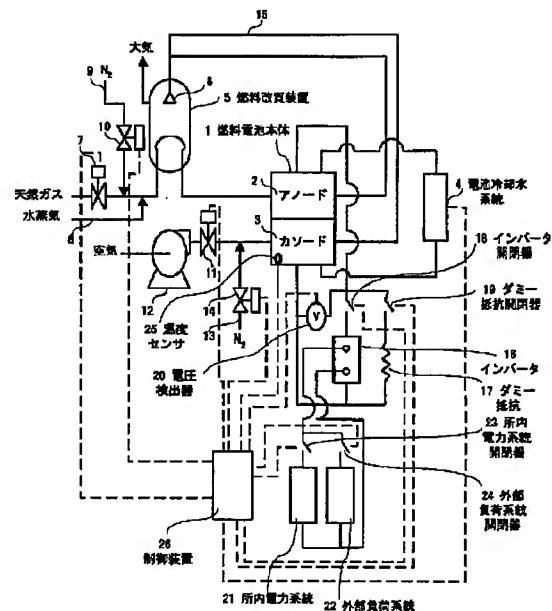 15
大気
9 N₂
6
5 燃料改質装置
10
1 燃料電池本体
7
天然ガス
水蒸気
8
2 アノード
3 カソード
4 電池冷却水
系統
空気
11
12
14
25 温度
センサ
13
N₂
18 インバータ
開閉器
19 ダミー
抵抗開閉器
V
20 電圧
検出器
16
インバータ
17 ダミー
抵抗
23 所内
電力系統
開閉器
24 外部
負荷系統
開閉器
26
制御装置
21 所内電力系統
22 外部負荷系統